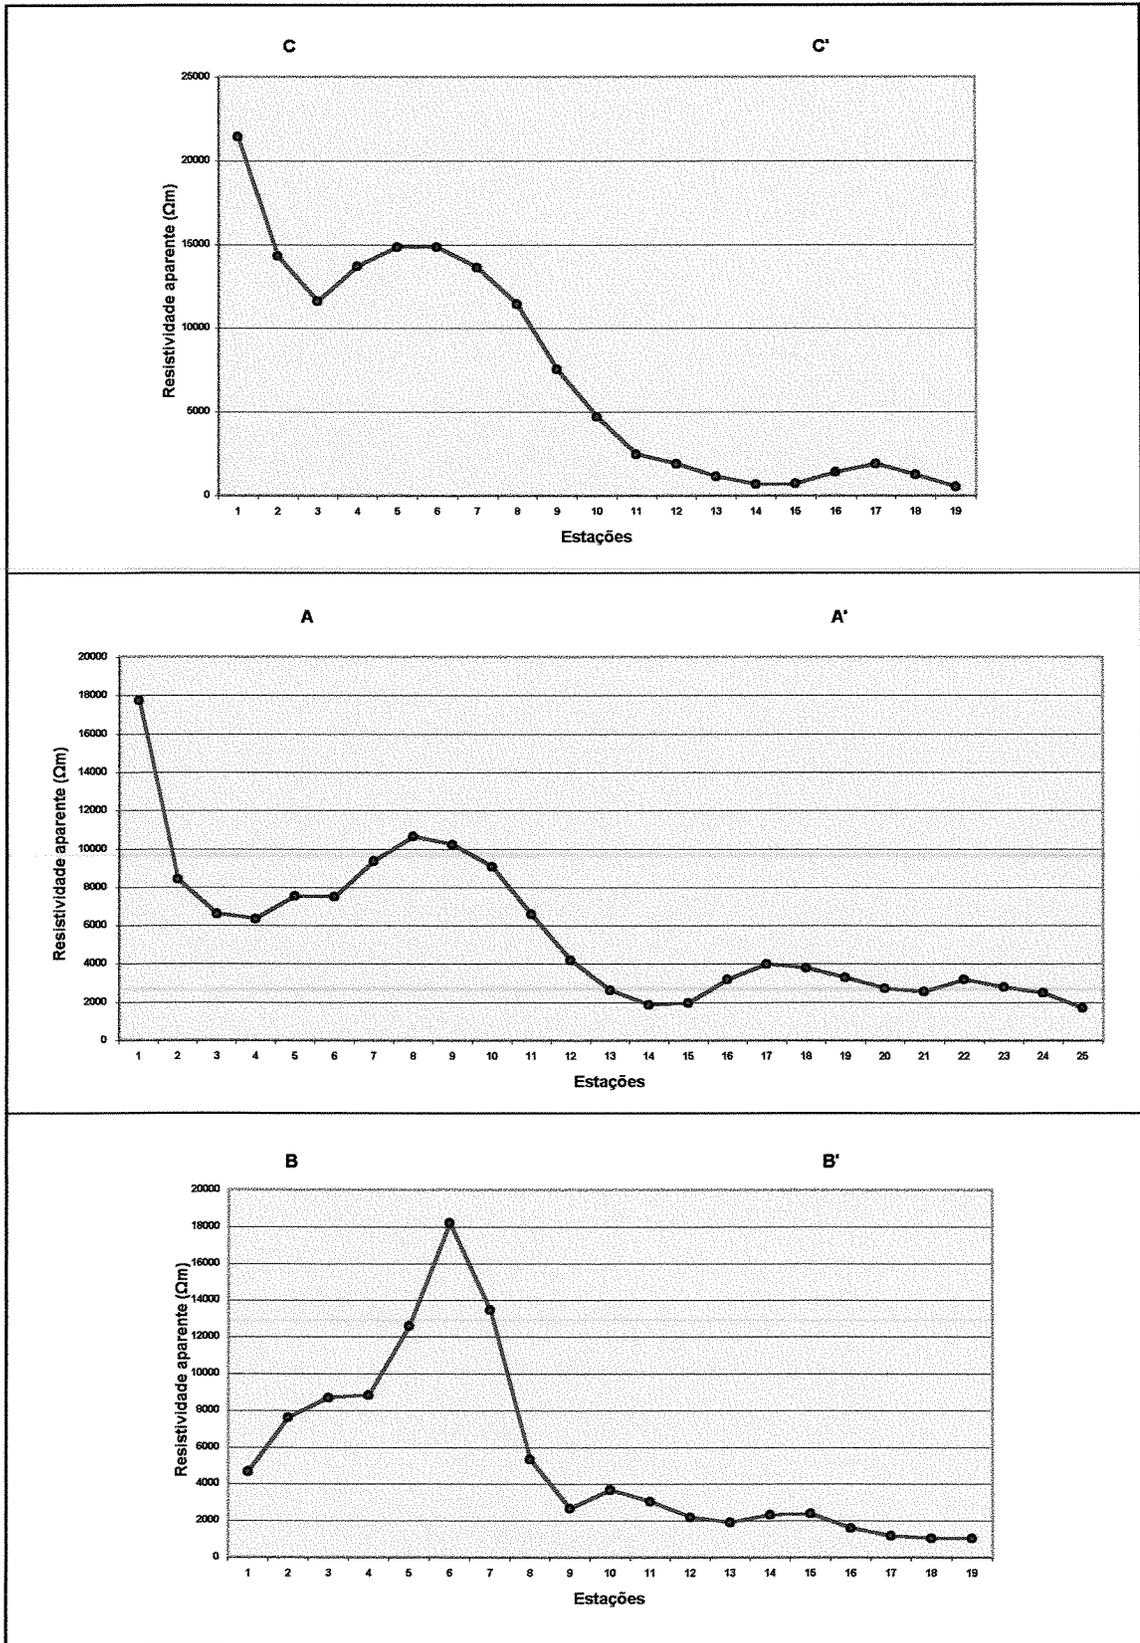 C C'
25000
20000
15000
10000
5000
0
Resistividade aparente (Ωm)
1 2 3 4 5 6 7 8 9 10 11 12 13 14 15 16 17 18 19
Estações
A A'
20000
18000
16000
14000
12000
10000
8000
6000
4000
2000
0
Resistividade aparente (Ωm)
1 2 3 4 5 6 7 8 9 10 11 12 13 14 15 16 17 18 19 20 21 22 23 24 25
Estações
B B'
20000
18000
16000
14000
12000
10000
8000
6000
4000
2000
0
Resistividade aparente (Ωm)
1 2 3 4 5 6 7 8 9 10 11 12 13 14 15 16 17 18 19
Estações